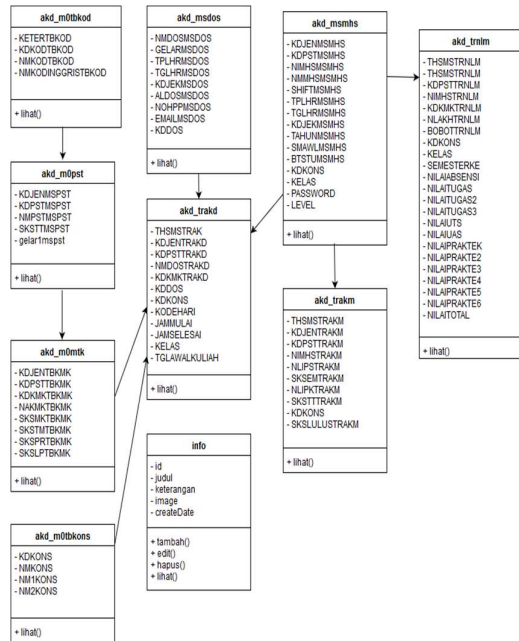 akd_m0tbkod
- KETERTBKOD
- KDKODTBKOD
- NMKODTBKOD
- NMKODINGGRISTBKOD
+ lihat()
akd_m0pst
- KDJENMSPST
- KDPSTMSPST
- NMPSTMSPST
- SKSTTMSPST
- gelar1mspst
+ lihat()
akd_m0mtk
- KDJENTBKMK
- KDPSTTBKMK
- KDKMKTBKMK
- NAKMKTBKMK
- SKSMKTBKMK
- SKSTMTBKMK
- SKSPRTBKMK
- SKSLPTBKMK
+ lihat()
akd_m0tbkons
- KDKONS
- NMKONS
- NM1KONS
- NM2KONS
+ lihat()
akd_msdos
- NMDOSMSDOS
- GELARMSDOS
- TPLHRMSDOS
- TGLHRMSDOS
- KDJEKMSDOS
- ALDOSMSDOS
- NOHPPMSDOS
- EMAILMSDOS
- KDDOS
+ lihat()
akd_trakd
- THSMSTRAK
- KDJENTRAKD
- KDPSTTRAKD
- NMDOSTRAKD
- KDKMKTRAKD
- KDDOS
- KDKONS
- KODEHARI
- JAMMULAI
- JAMSELESAI
- KELAS
- TGLAWALKULIAH
+ lihat()
info
- id
- judul
- keterangan
- image
- createDate
+ tambah()
+ edit()
+ hapus()
+ lihat()
akd_msmhs
- KDJENMSMHS
- KDPSTMSMHS
- NIMHSMSMHS
- NMMHSMSMHS
- SHIFTMSMHS
- TPLHRMSMHS
- TGLHRMSMHS
- KDJEKMSMHS
- TAHUNMSMHS
- SMAWLMSMHS
- BTSTUMSMHS
- KDKONS
- KELAS
- PASSWORD
- LEVEL
+ lihat()
akd_trakm
- THSMSTRAKM
- KDJENTRAKM
- KDPSTTRAKM
- NIMHSTRAKM
- NLIPSTRAKM
- SKSEMTRAKM
- NLIPKTRAKM
- SKSTTTRAKM
- KDKONS
- SKSLULUSTRAKM
+ lihat()
akd_trnlm
- THSMSTRNLM
- THSMSTRNLM
- KDPSTTRNLM
- NIMHSTRNLM
- KDKMKTRNLM
- NLAKHTRNLM
- BOBOTTRNLM
- KDKONS
- KELAS
- SEMESTERKE
- NILAIABSENSI
- NILAITUGAS
- NILAITUGAS2
- NILAITUGAS3
- NILAIUTS
- NILAIUAS
- NILAIPRAKTEK
- NILAIPRAKTE2
- NILAIPRAKTE3
- NILAIPRAKTE4
- NILAIPRAKTE5
- NILAIPRAKTE6
- NILAITOTAL
+ lihat()